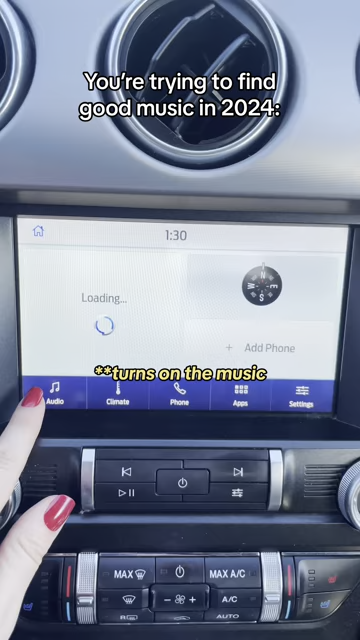 You're trying to find
good music in 2024:
1:30
N
W E
S
Loading...
+ Add Phone
**turns on the music
Audio Climate Phone Apps Settings
MAX MAX A/C
A/C
R AUTO